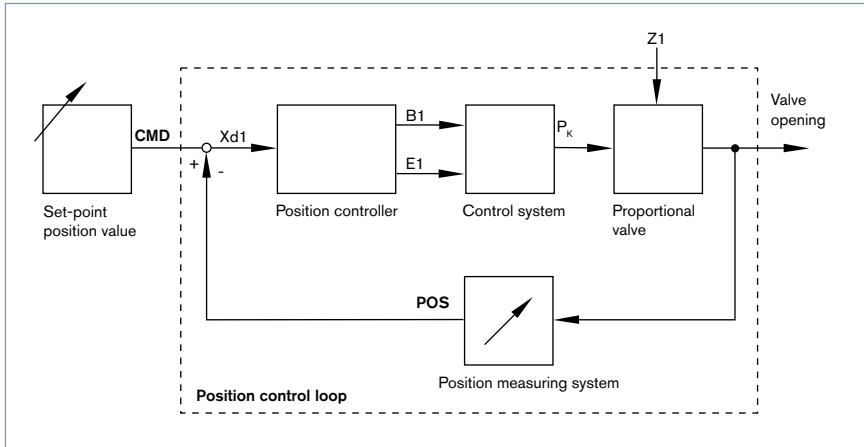 Z1
Valve
opening
CMD
Xd1
B1
E1
PK
+
-
Set-point
position value
Position controller
Control system
Proportional
valve
POS
Position measuring system
Position control loop